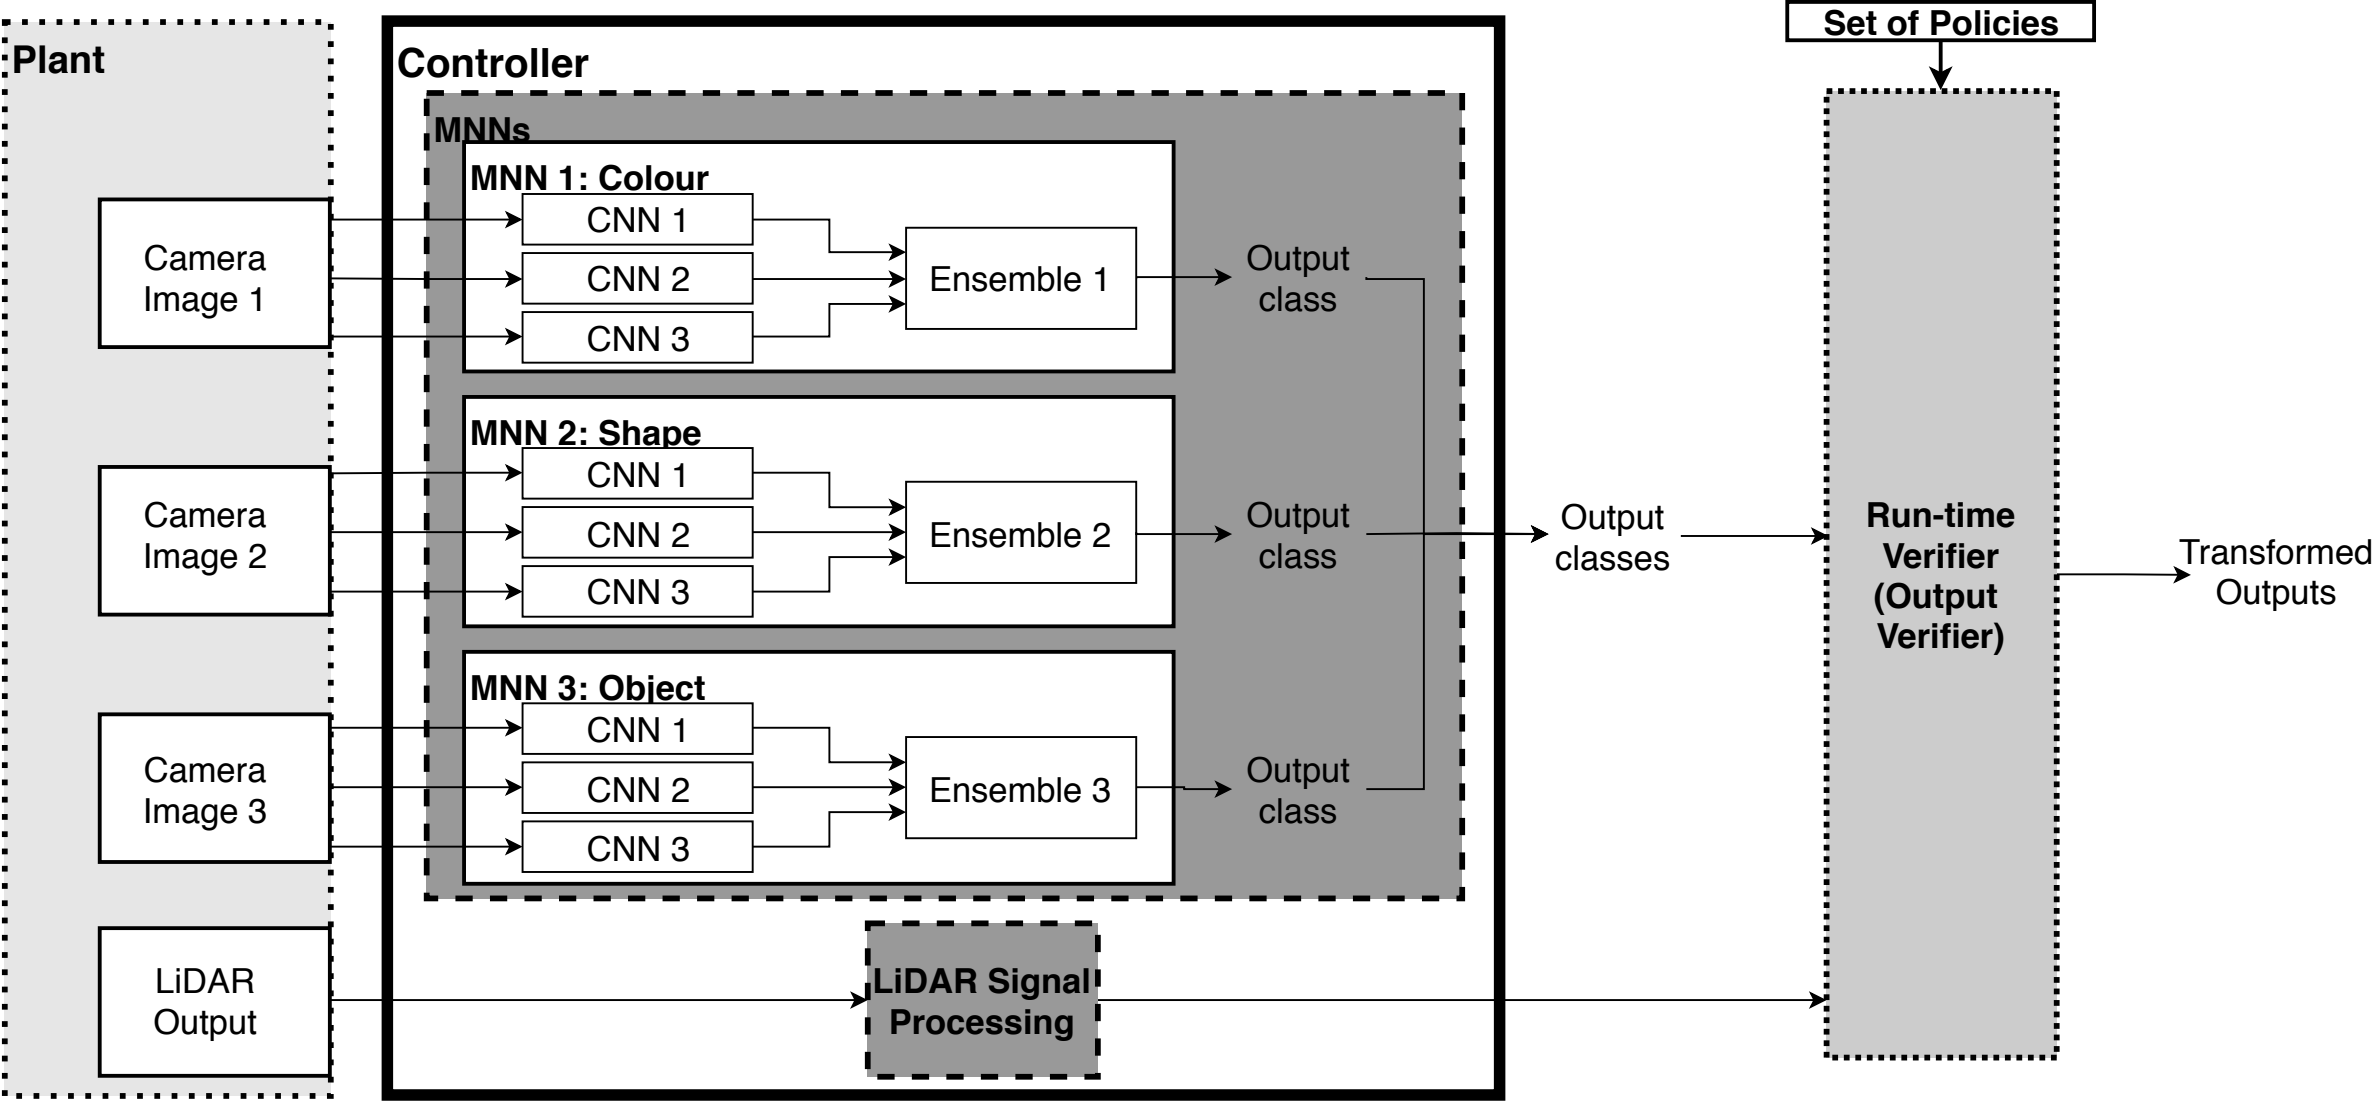 Set of Policies
Plant
Controller
MNNs
MNN 1: Colour
CNN 1
CNN 2
CNN 3
Ensemble 1
Camera
Image 1
Output
class
MNN 2: Shape
CNN 1
CNN 2
CNN 3
Ensemble 2
Camera
Image 2
Output
class
Output
classes
Run-time
Verifier
(Output
Verifier)
Transformed
Outputs
MNN 3: Object
CNN 1
CNN 2
CNN 3
Ensemble 3
Camera
Image 3
Output
class
LiDAR
Output
LiDAR Signal
Processing